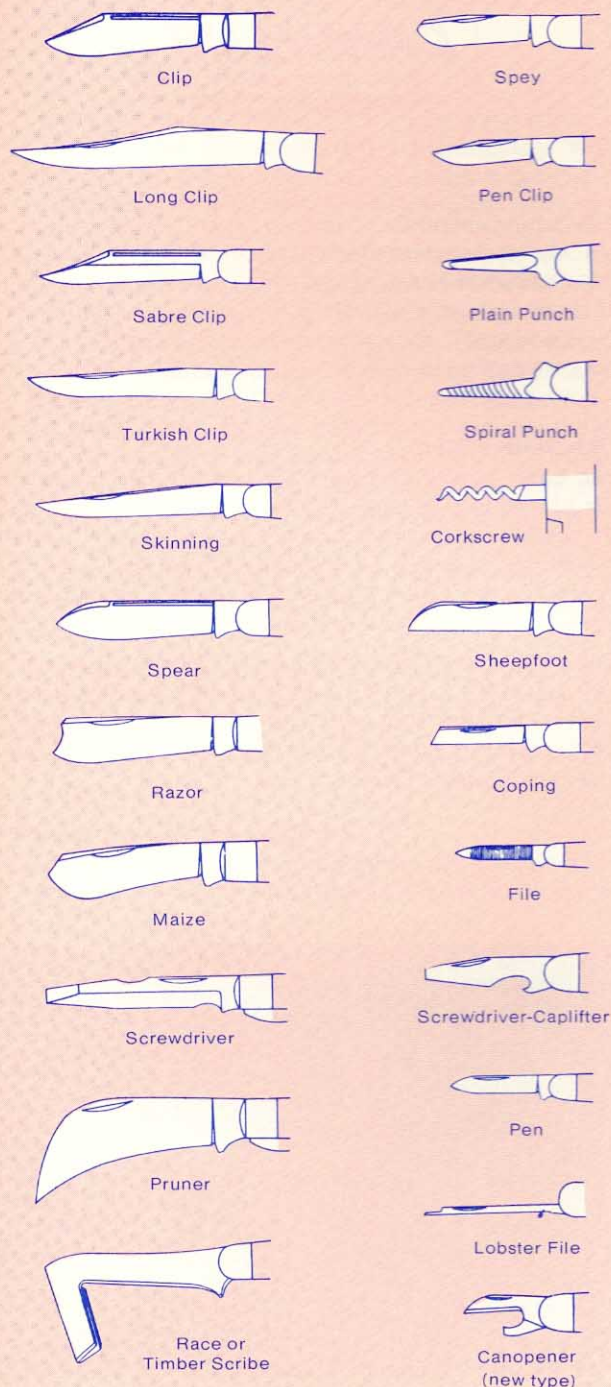 Clip
Spey
Long Clip
Pen Clip
Sabre Clip
Plain Punch
Turkish Clip
Spiral Punch
Skinning
Corkscrew
Spear
Sheepfoot
Razor
Coping
Maize
File
Screwdriver
Screwdriver-Caplifter
Pruner
Pen
Lobster File
Race or
Timber Scribe
Canopener
(new type)